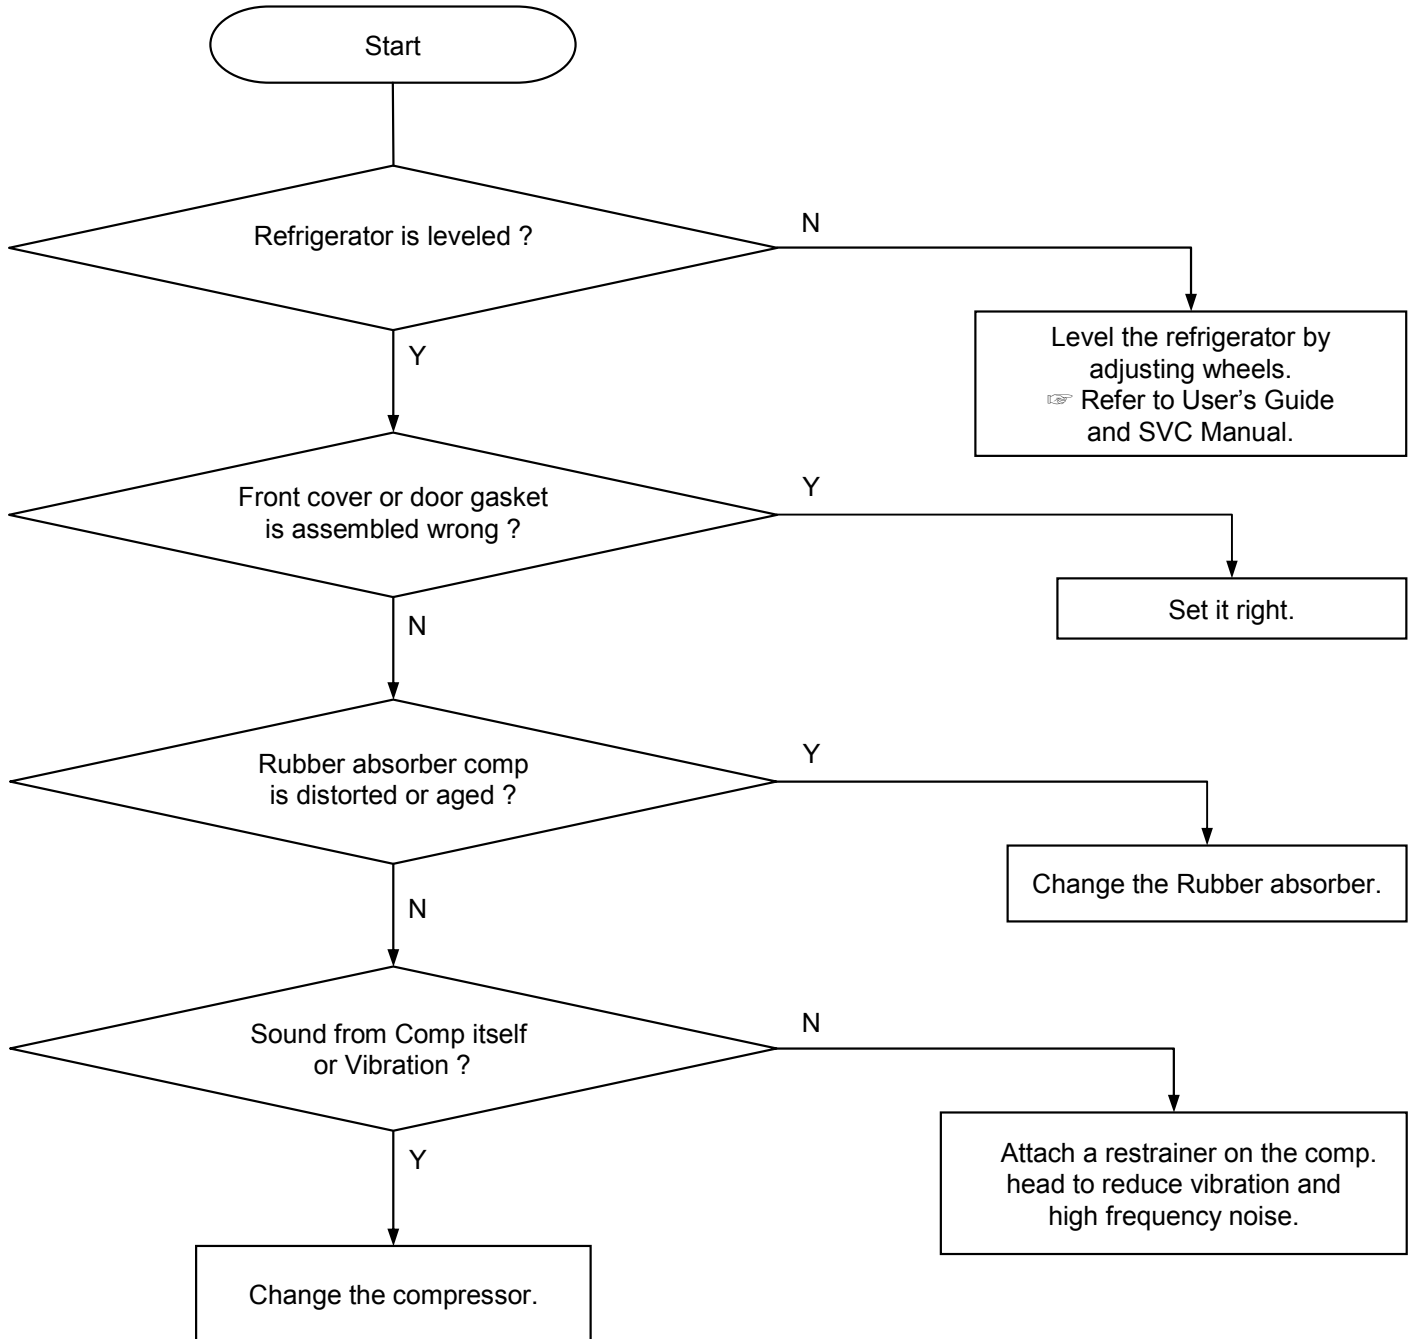 Start
Refrigerator is leveled ?
N
Y
Level the refrigerator by
adjusting wheels.
☞ Refer to User’s Guide
and SVC Manual.
Front cover or door gasket
is assembled wrong ?
Y
N
Set it right.
Rubber absorber comp
is distorted or aged ?
Y
N
Change the Rubber absorber.
Sound from Comp itself
or Vibration ?
N
Y
Attach a restrainer on the comp.
head to reduce vibration and
high frequency noise.
Change the compressor.